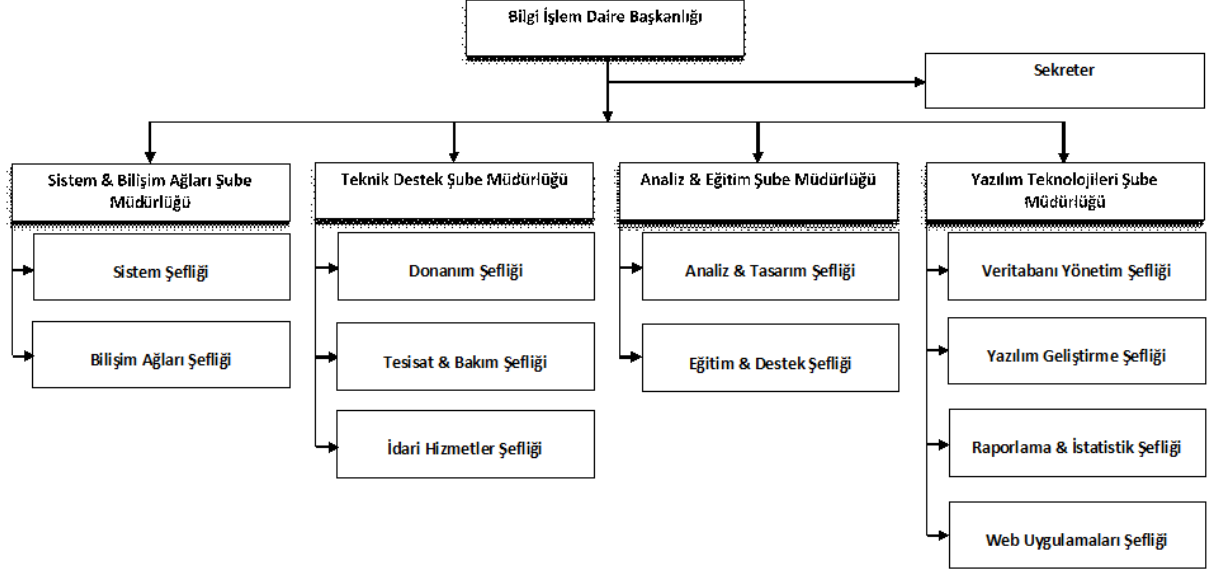 Bilgi İşlem Daire Başkanlığı
Sekreter
Sistem & Bilişim Ağları Şube
Müdürlüğü
Sistem Şefliği
Bilişim Ağları Şefliği
Teknik Destek Şube Müdürlüğü
Donanım Şefliği
Tesisat & Bakım Şefliği
İdari Hizmetler Şefliği
Analiz & Eğitim Şube Müdürlüğü
Analiz & Tasarım Şefliği
Eğitim & Destek Şefliği
Yazılım Teknolojileri Şube
Müdürlüğü
Veritabanı Yönetim Şefliği
Yazılım Geliştirme Şefliği
Raporlama & İstatistik Şefliği
Web Uygulamaları Şefliği